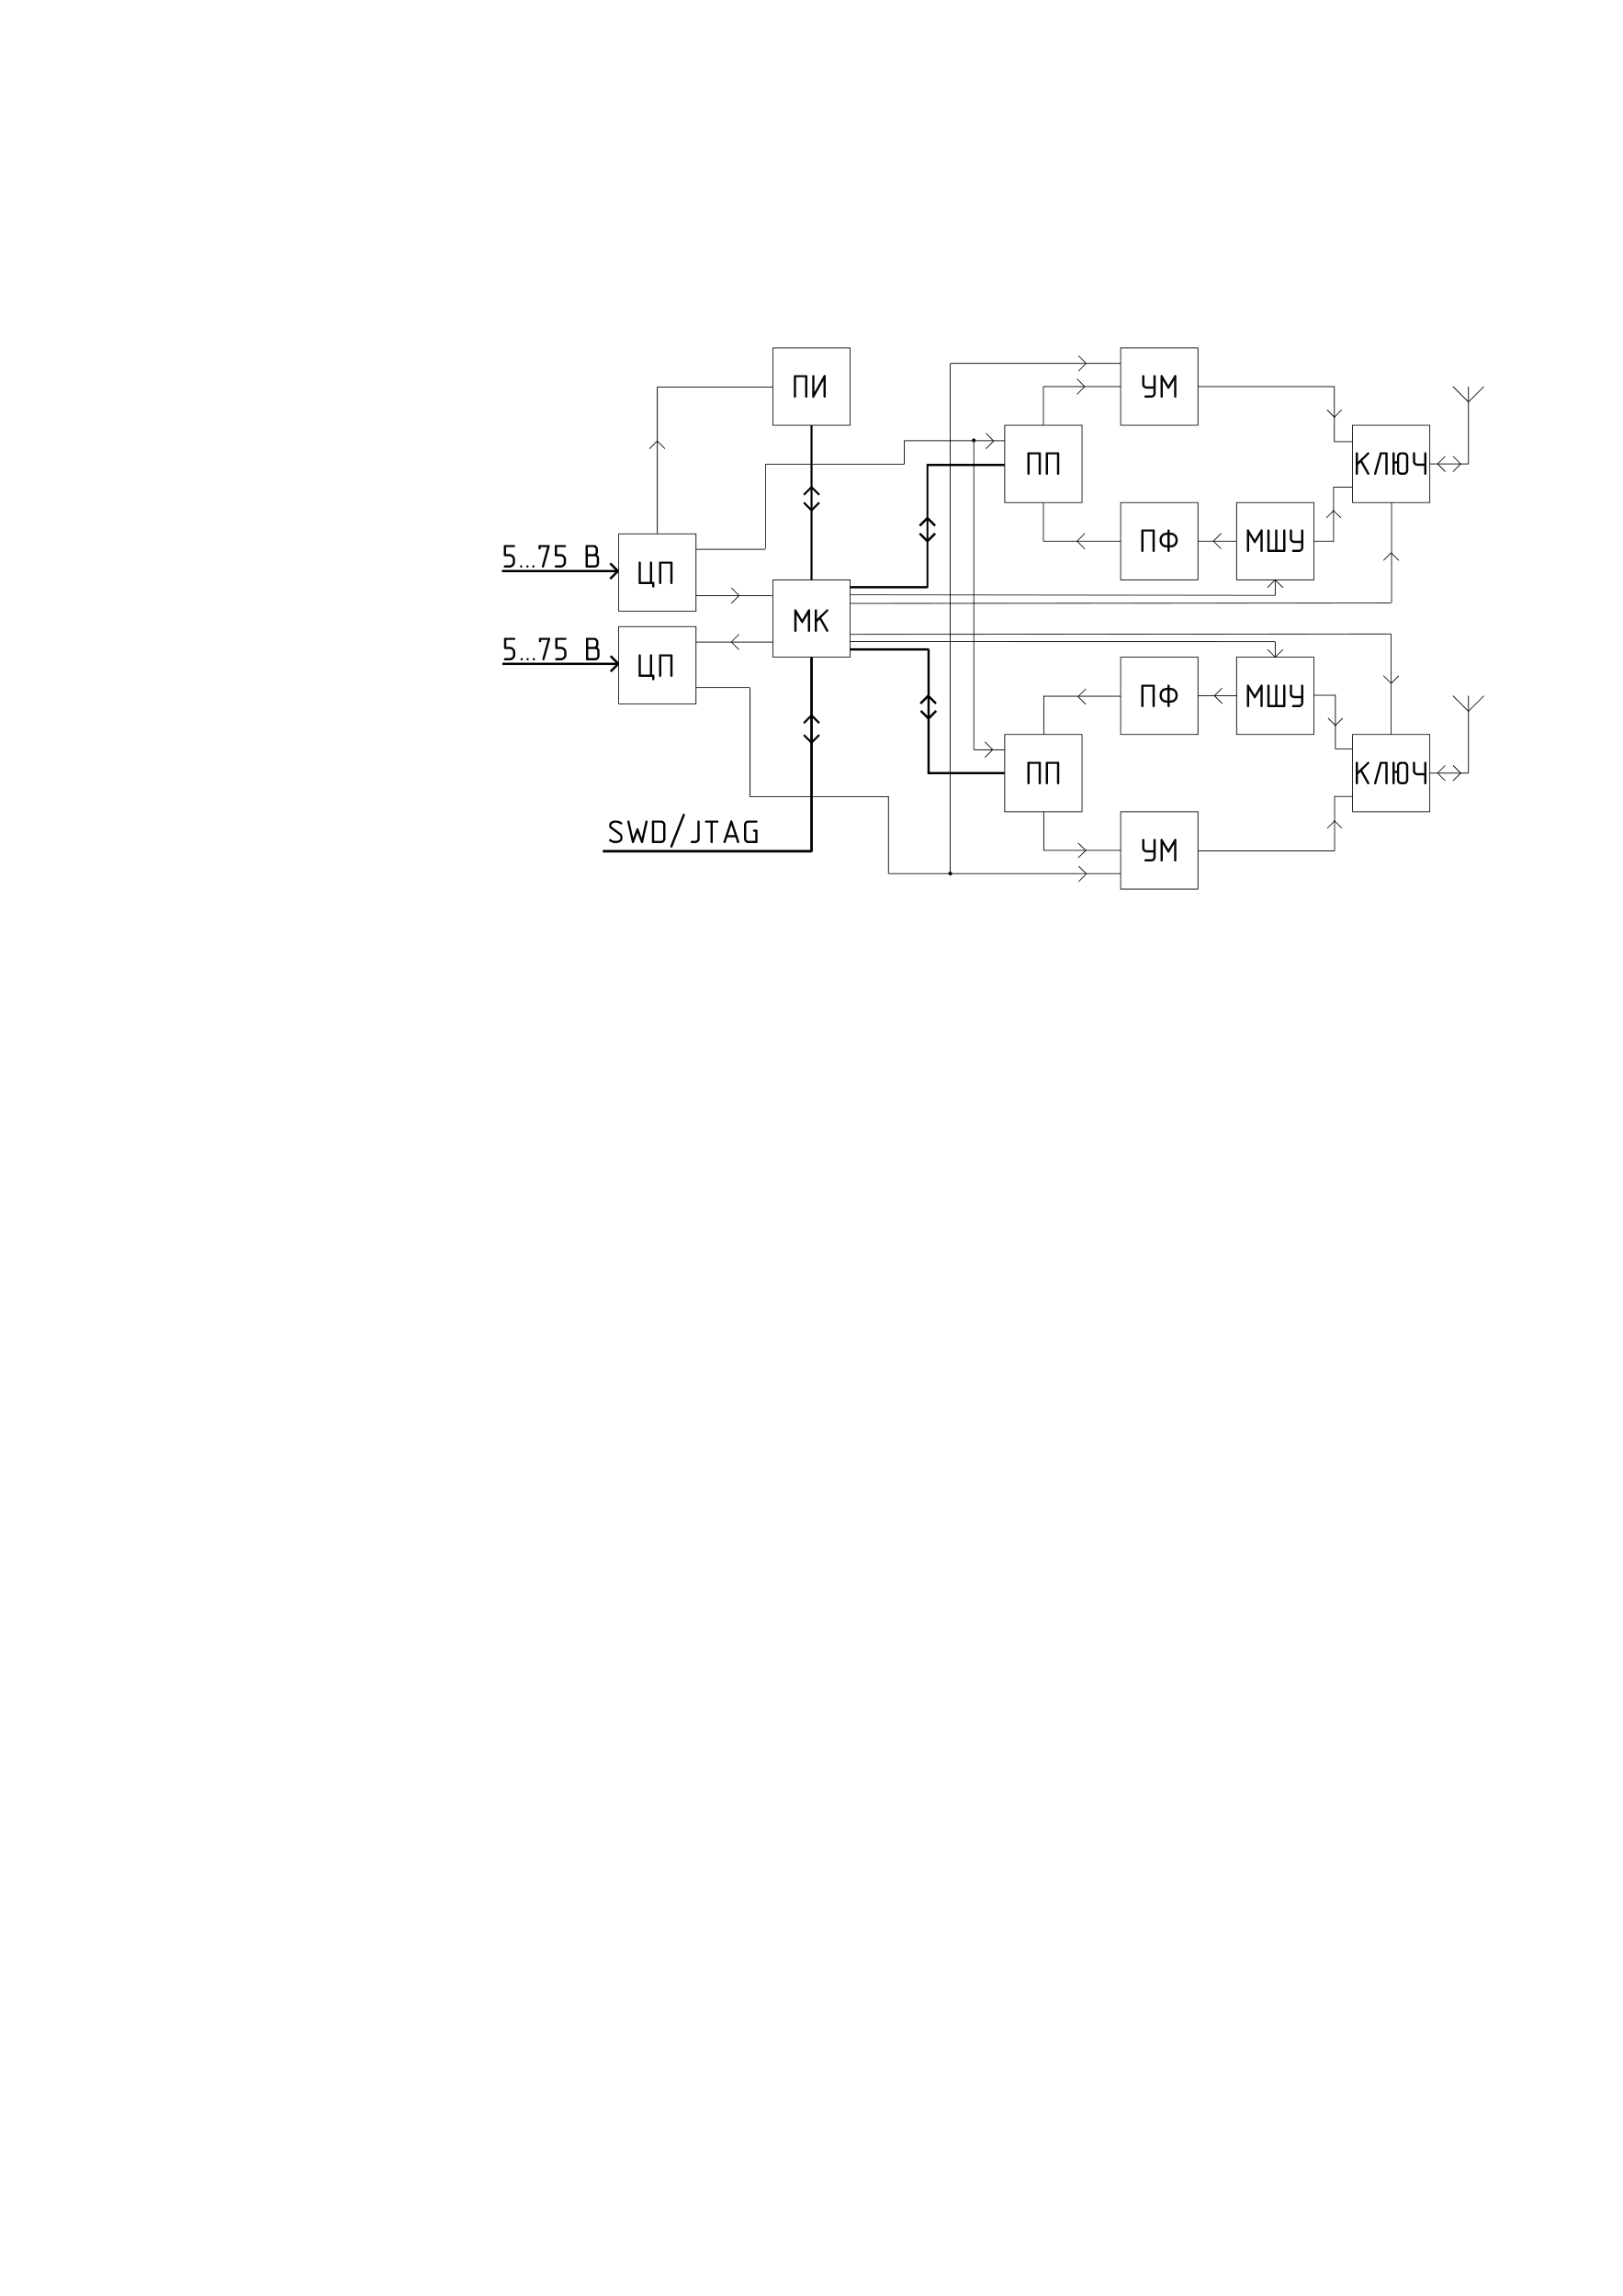 ПИ
УМ
ПП
КЛЮЧ
ПФ
МШУ
5...75 В
ЦП
МК
5...75 В
ЦП
ПФ
МШУ
ПП
КЛЮЧ
SWD/JTAG
УМ